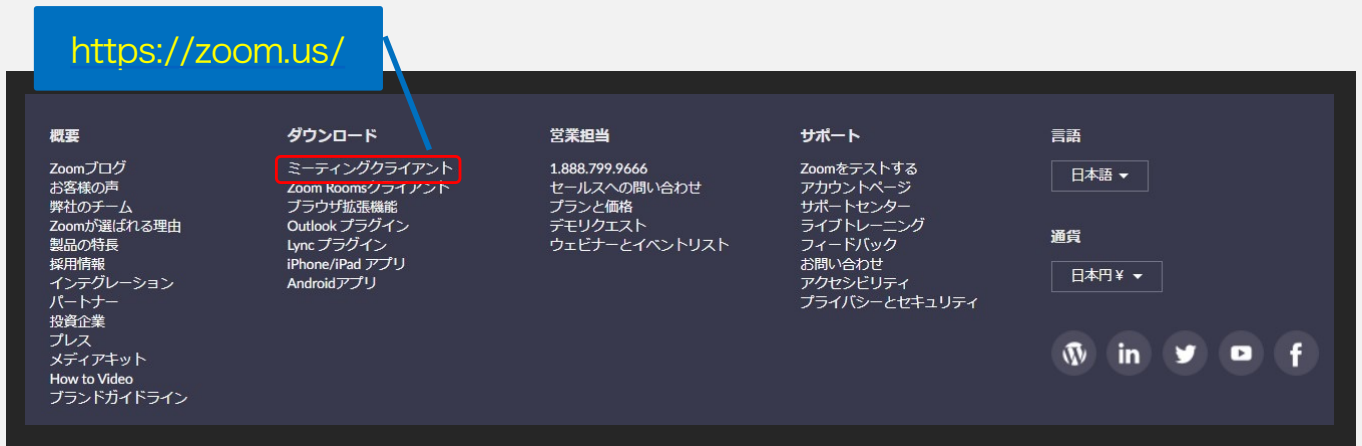 https://zoom.us/
概要
Zoomブログ
お客様の声
弊社のチーム
Zoomが選ばれる理由
製品の特長
採用情報
インテグレーション
パートナー
投資企業
プレス
メディアキット
How to Video
ブランドガイドライン
ダウンロード
ミーティングクライアント
Zoom Roomsクライアント
ブラウザ拡張機能
Outlook プラグイン
Lync プラグイン
iPhone/iPad アプリ
Androidアプリ
営業担当
1.888.799.9666
セールスへの問い合わせ
プランと価格
デモリクエスト
ウェビナーとイベントリスト
サポート
Zoomをテストする
アカウントページ
サポートセンター
ライブトレーニング
フィードバック
お問い合わせ
アクセシビリティ
プライバシーとセキュリティ
言語
日本語
通貨
日本円 ¥